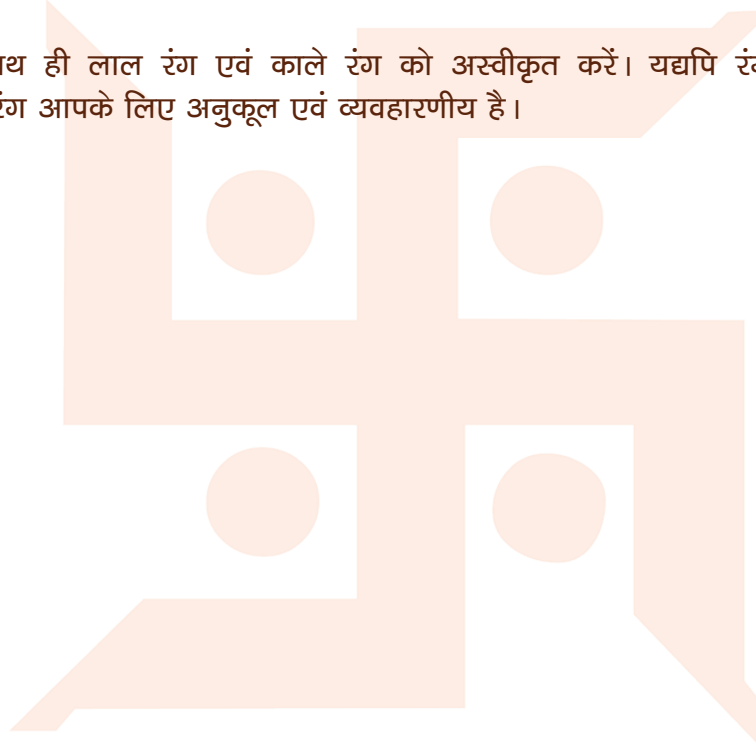 ही लाल रंग एवं काले रंग को अस्वीकृत करें। यद्यपि
रंग आपके लिए अनुकूल एवं व्यवहारणीय है।